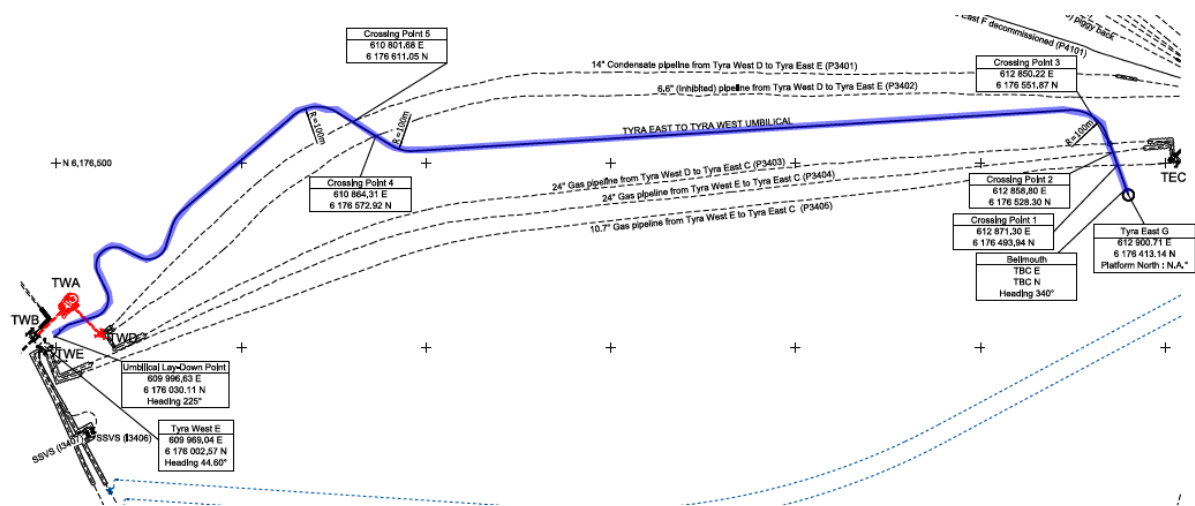 East F decommissioned (P4101)
) piggy back
Crossing Point 5
610 801.68 E
6 176 611.05 N
14" Condensate pipeline from Tyra West D to Tyra East E (P3401)
Crossing Point 3
612 850.22 E
6 176 551,87 N
6.6" (Inhibited) pipeline from Tyra West D to Tyra East E (P3402)
R=100m
R=100m
TYRA EAST TO TYRA WEST UMBILICAL
R=100m
N 6,176,500
24" Gas pipeline from Tyra West D to Tyra East C (P3403)
TEC
Crossing Point 4
610 864,31 E
6 176 572.92 N
24" Gas pipeline from Tyra West E to Tyra East C (P3404)
Crossing Point 2
612 858,80 E
6 176 528.30 N
10.7" Gas pipeline from Tyra West E to Tyra East C (P3405)
Crossing Point 1
612 871,30 E
6 176 493,94 N
Tyra East G
612 900.71 E
6 176 413.14 N
Platform North : N.A.°
Bellmouth
TBC E
TBC N
Heading 340°
TWA
TWB
TWD
TWE
Umbilical Lay-Down Point
609 996,63 E
6 176 030.11 N
Heading 225°
Tyra West E
609 969,04 E
6 176 002,57 N
Heading 44.60°
SSVS (I3407)
SSVS (I3406)